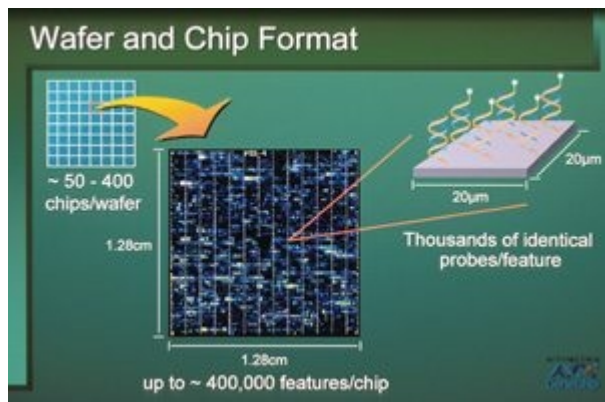 Wafer and Chip Format
~ 50 - 400
chips/wafer
1.28cm
1.28cm
up to ~ 400,000 features/chip
20µm
20µm
Thousands of identical
probes/feature